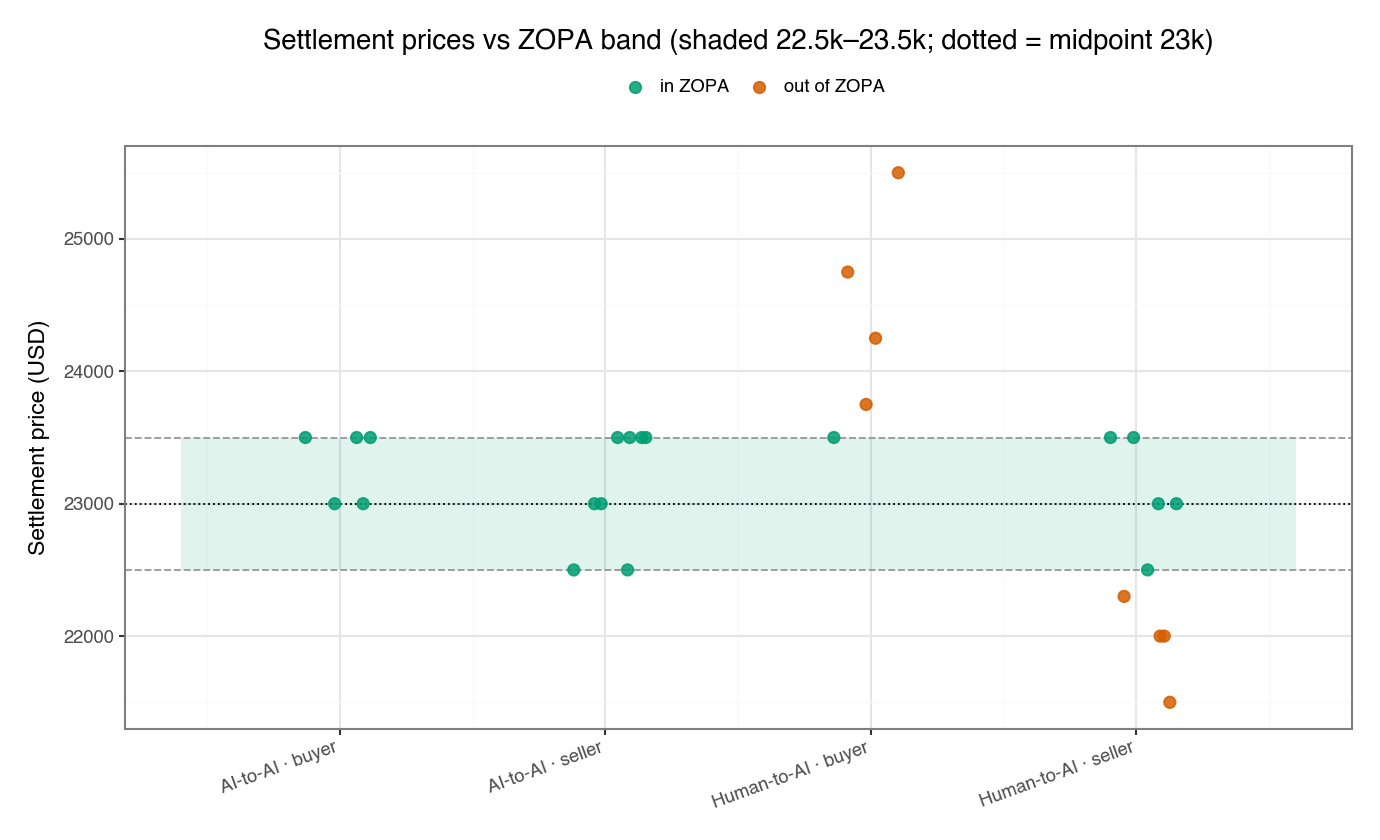 Settlement prices vs ZOPA band (shaded 22.5k–23.5k; dotted = midpoint 23k)
in ZOPA
out of ZOPA
Settlement price (USD)
25000
24000
23000
22000
AI-to-AI · buyer
AI-to-AI · seller
Human-to-AI · buyer
Human-to-AI · seller